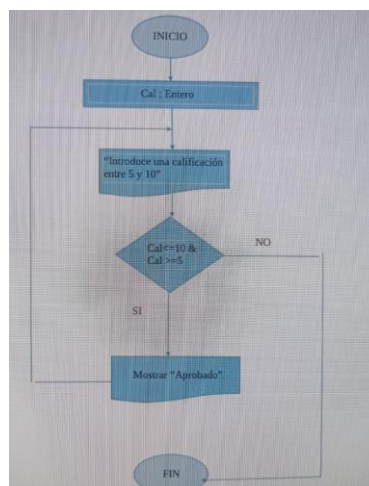 INICIO
Cal ; Entero
“Introduce una calificación
entre 5 y 10”
Cal<=10 &
Cal >=5
NO
SI
Mostrar “Aprobado”
FIN